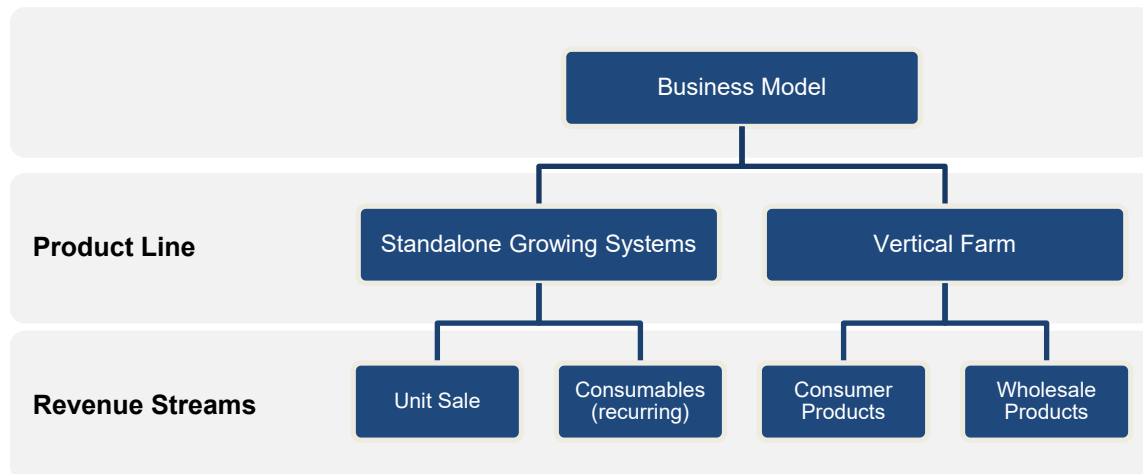 Business Model
Product Line
Standalone Growing Systems
Vertical Farm
Revenue Streams
Unit Sale
Consumables
(recurring)
Consumer
Products
Wholesale
Products